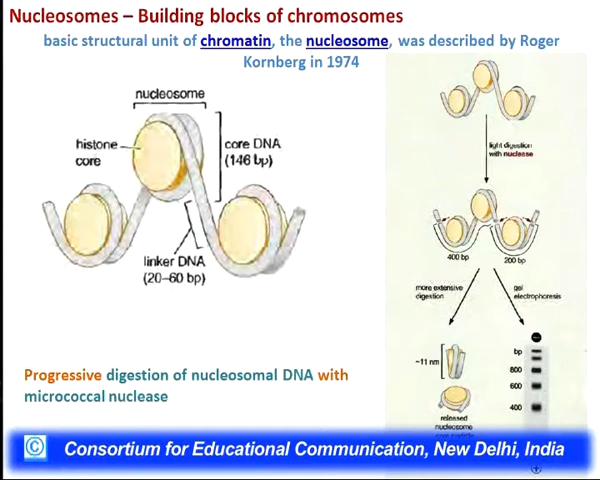 Nucleosomes – Building blocks of chromosomes
basic structural unit of chromatin, the nucleosome, was described by Roger
Kornberg in 1974
nucleosome
histone
core
core DNA
(146 bp)
linker DNA
(20–60 bp)
light digestion
with nuclease
400 bp
200 bp
more extensive
digestion
gel
electrophoresis
~11 nm
released
nucleosome
bp
800
600
400
Progressive digestion of nucleosomal DNA with
micrococcal nuclease
© Consortium for Educational Communication, New Delhi, India